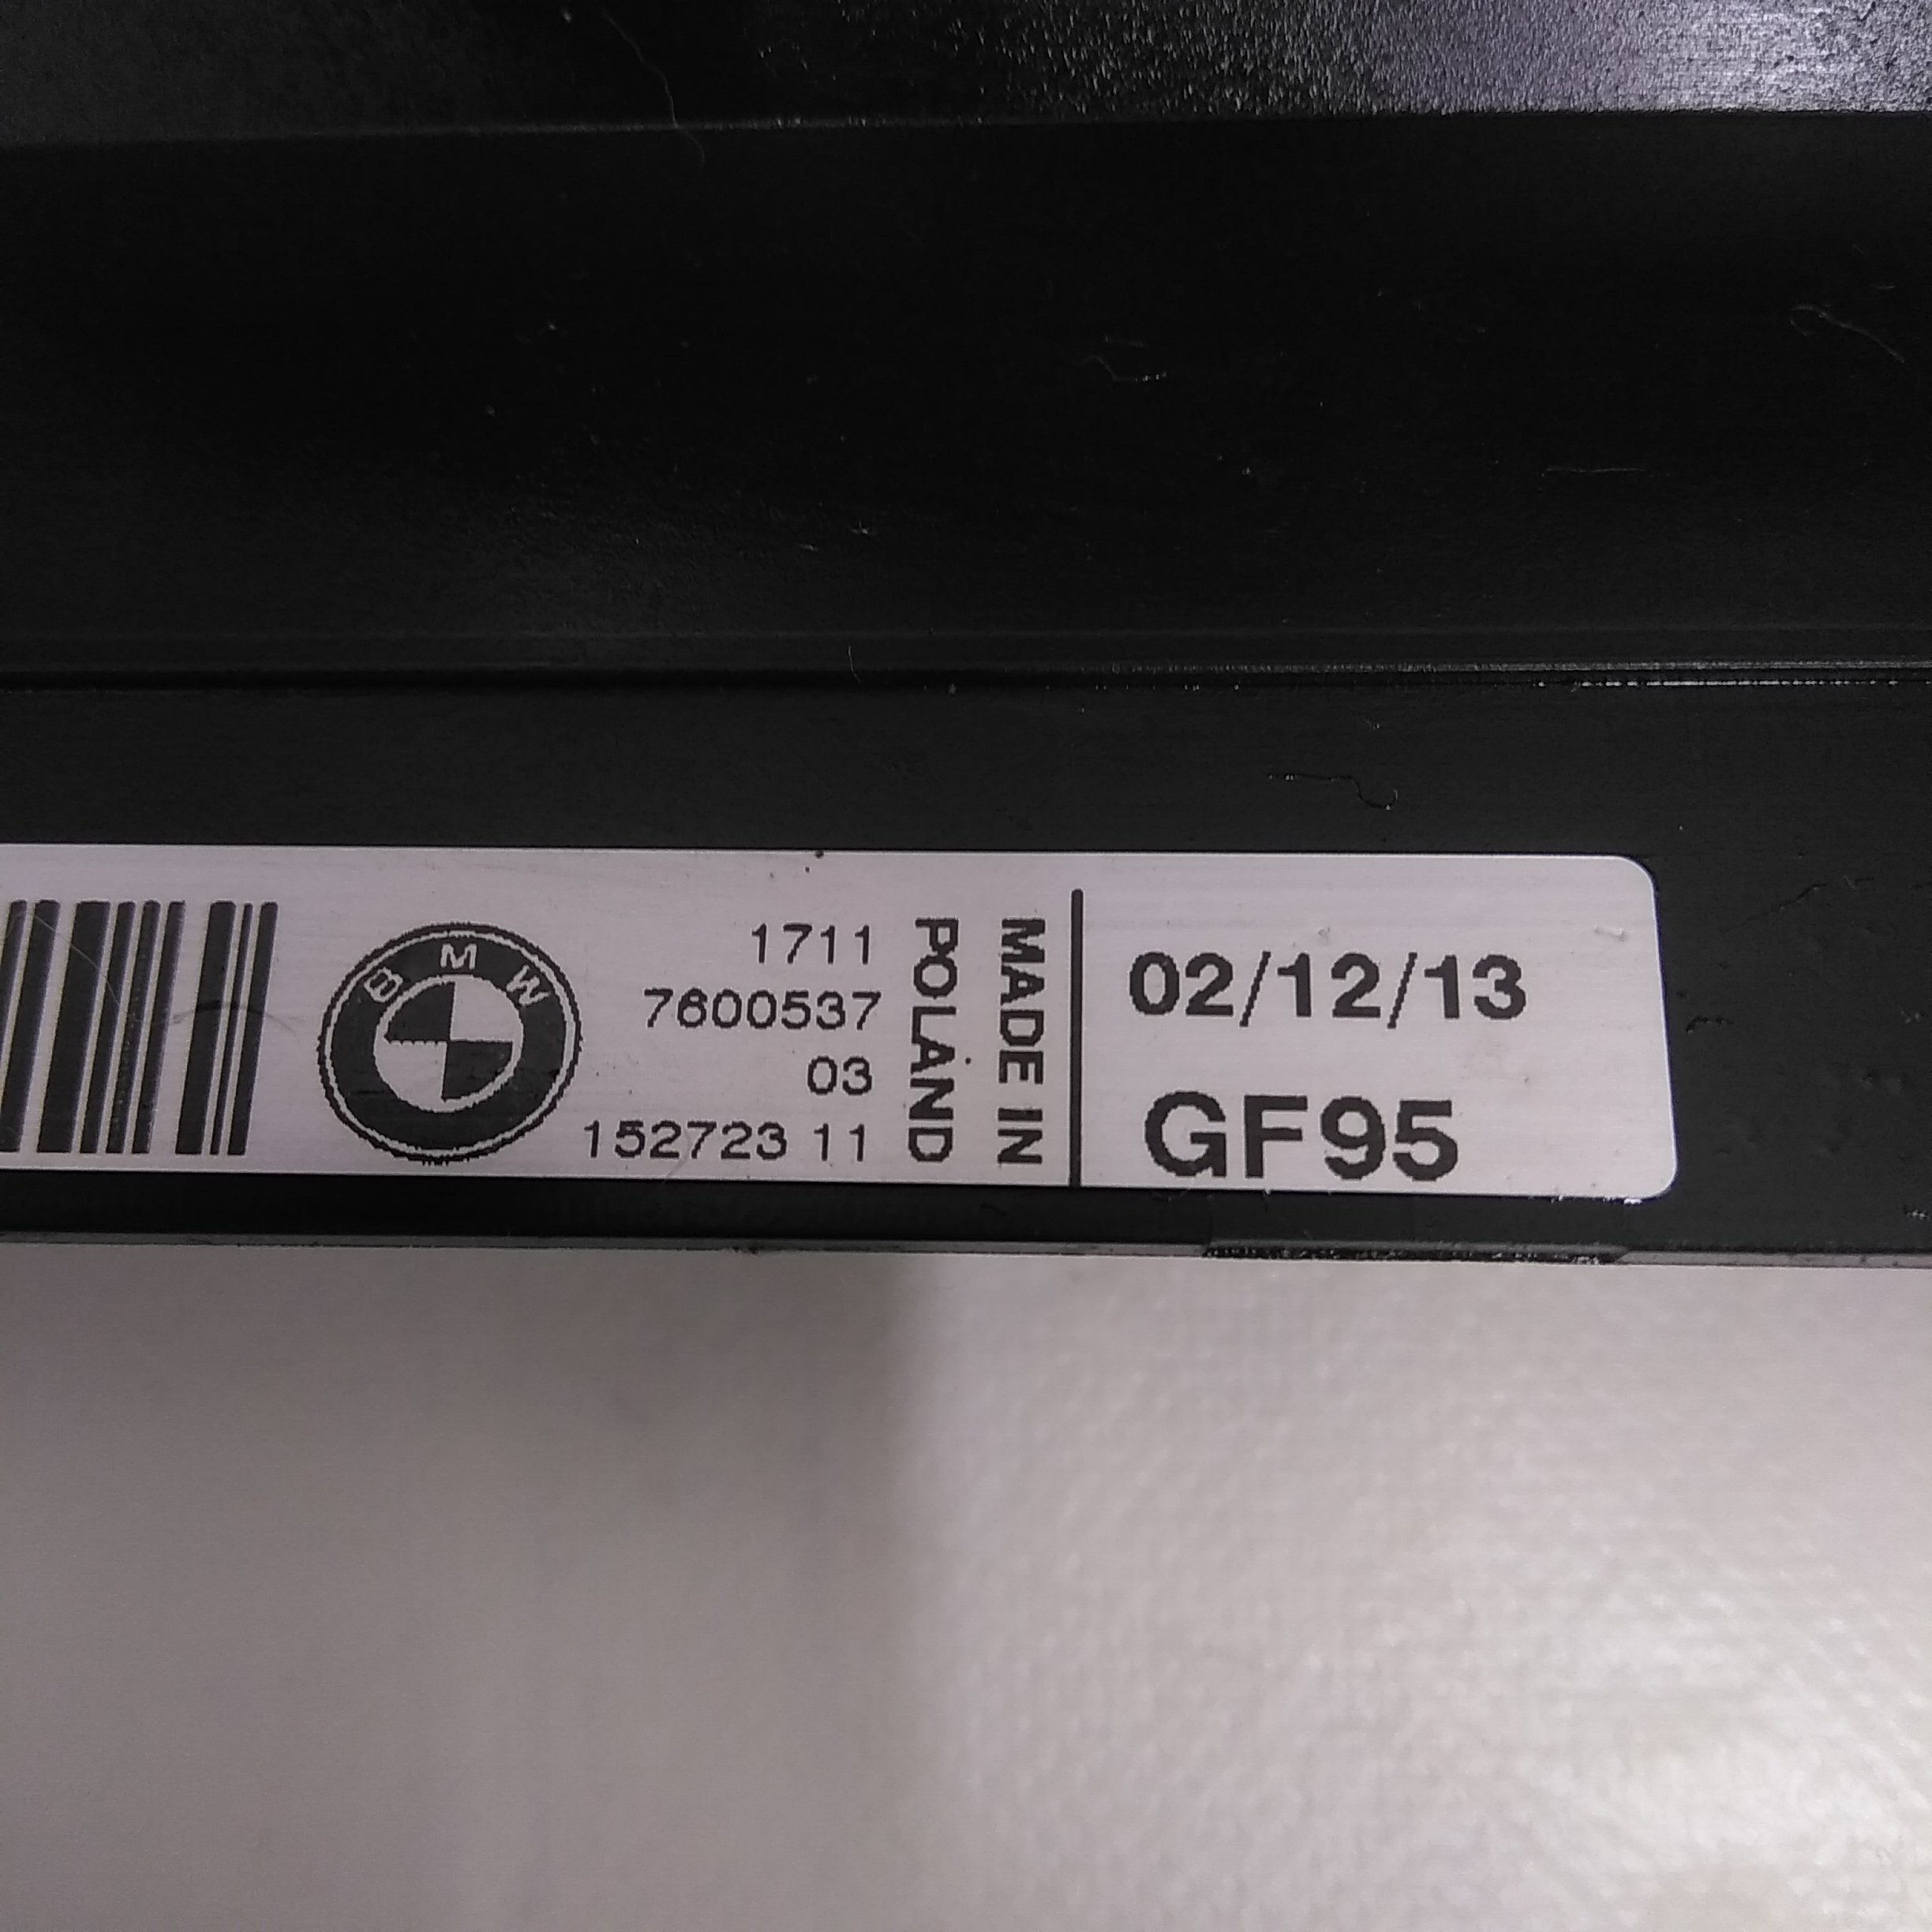 BMW
1711
7600537
03
152723 11
MADE IN
POLAND
02/12/13
GF95